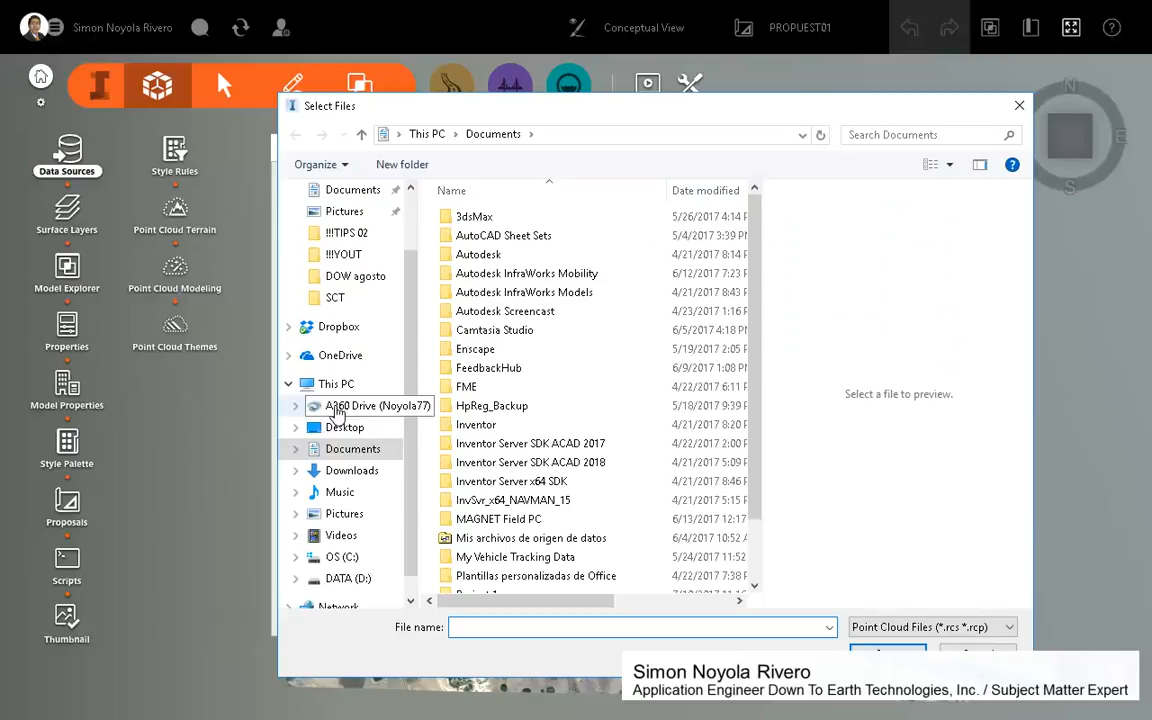 Simon Noyola Rivero
Conceptual View
PROPUEST01
Select Files
This PC > Documents >
Search Documents
Organize
New folder
Data Sources
Style Rules
Surface Layers
Point Cloud Terrain
Model Explorer
Point Cloud Modeling
Properties
Point Cloud Themes
Model Properties
Style Palette
Proposals
Scripts
Thumbnail
Documents
Pictures
!!!TIPS 02
!!!YOUT
DOW agosto
SCT
Dropbox
OneDrive
This PC
A360 Drive (Noyola77)
Desktop
Documents
Downloads
Music
Pictures
Videos
OS (C:)
DATA (D:)
Network
Name
Date modified
3dsMax 5/26/2017 4:14 P
AutoCAD Sheet Sets 5/4/2017 3:39 PM
Autodesk 4/21/2017 8:14 P
Autodesk InfraWorks Mobility 6/12/2017 7:23 P
Autodesk InfraWorks Models 4/21/2017 8:43 P
Autodesk Screencast 4/23/2017 1:16 P
Camtasia Studio 6/5/2017 4:18 PM
Enscape 5/19/2017 2:05 P
FeedbackHub 6/9/2017 1:08 PM
FME 4/22/2017 6:11 P
HpReg_Backup 5/18/2017 9:39 P
Inventor 4/21/2017 8:20 P
Inventor Server SDK ACAD 2017 4/22/2017 2:00 P
Inventor Server SDK ACAD 2018 4/21/2017 5:09 P
Inventor Server x64 SDK 4/21/2017 8:46 P
InvSvr_x64_NAVMAN_15 4/21/2017 5:15 P
MAGNET Field PC 6/13/2017 12:17
Mis archivos de origen de datos 6/4/2017 10:52 A
My Vehicle Tracking Data 5/24/2017 11:52
Plantillas personalizadas de Office 4/22/2017 7:38 P
Select a file to preview.
File name:
Point Cloud Files (*.rcs *.rcp)
N
E
S
Simon Noyola Rivero
Application Engineer Down To Earth Technologies, Inc. / Subject Matter Expert